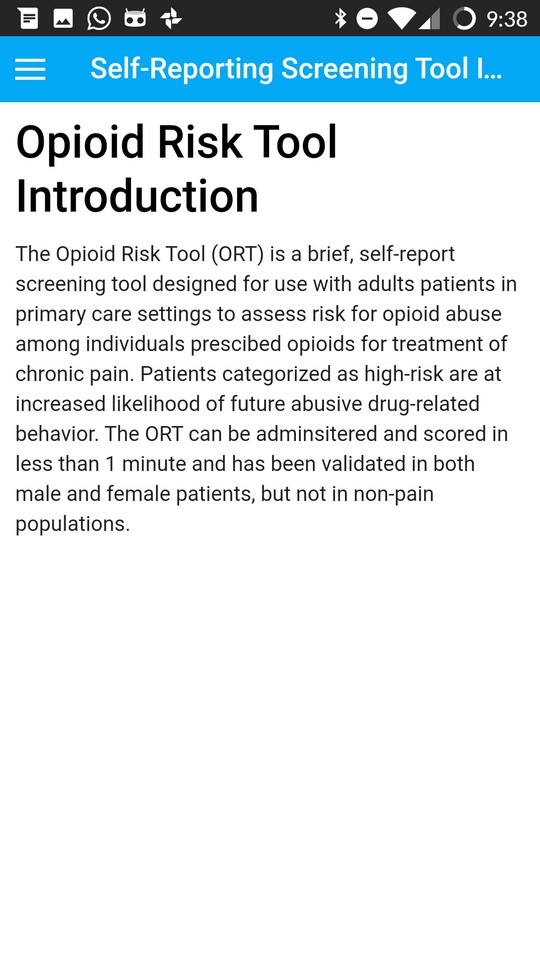 9:38
Self-Reporting Screening Tool I...
Opioid Risk Tool
Introduction
The Opioid Risk Tool (ORT) is a brief, self-report
screening tool designed for use with adults patients in
primary care settings to assess risk for opioid abuse
among individuals prescibed opioids for treatment of
chronic pain. Patients categorized as high-risk are at
increased likelihood of future abusive drug-related
behavior. The ORT can be adminsitered and scored in
less than 1 minute and has been validated in both
male and female patients, but not in non-pain
populations.